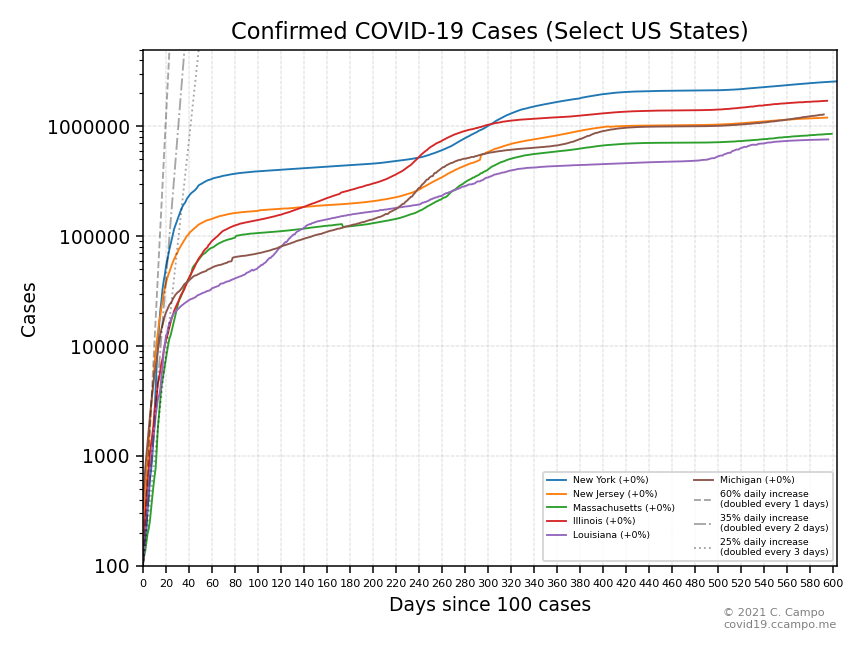 Confirmed COVID-19 Cases (Select US States)
Cases
1000000
100000
10000
1000
100
0 20 40 60 80 100 120 140 160 180 200 220 240 260 280 300 320 340 360 380 400 420 440 460 480 500 520 540 560 580 600
Days since 100 cases
New York (+0%)
New Jersey (+0%)
Massachusetts (+0%)
Illinois (+0%)
Louisiana (+0%)
Michigan (+0%)
60% daily increase
(doubled every 1 days)
35% daily increase
(doubled every 2 days)
25% daily increase
(doubled every 3 days)
© 2021 C. Campo
covid19.ccampo.me